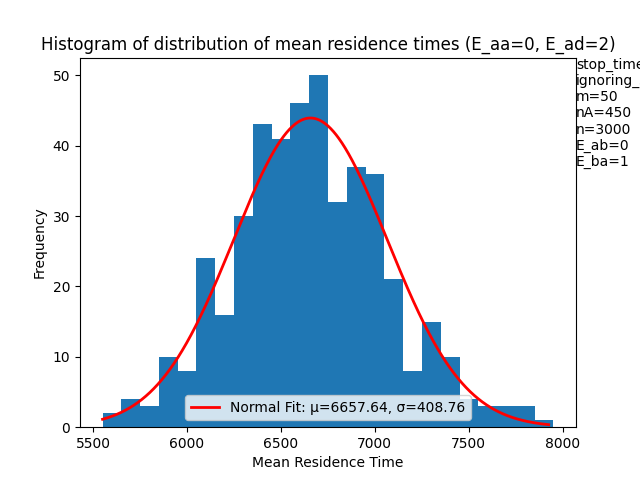 Histogram of distribution of mean residence times (E_aa=0, E_ad=2)
stop_time
ignoring_
m=50
nA=450
n=3000
E_ab=0
E_ba=1
50
40
30
20
10
0
Frequency
Normal Fit: μ=6657.64, σ=408.76
5500 6000 6500 7000 7500 8000
Mean Residence Time